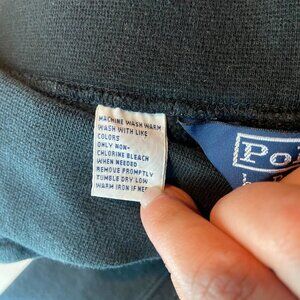 MACHINE WASH WARM
WASH WITH LIKE
COLORS
ONLY NON-
CHLORINE BLEACH
WHEN NEEDED
REMOVE PROMPTLY
TUMBLE DRY LOW
WARM IRON IF NEE
Pol